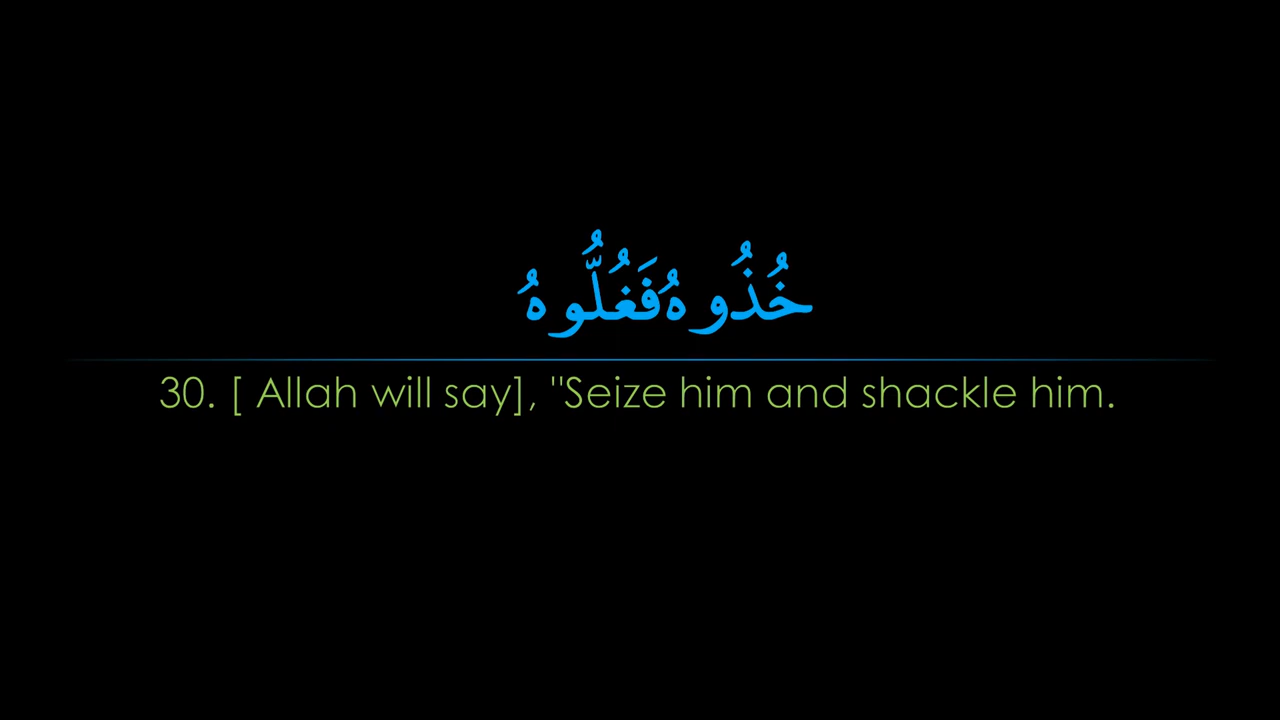 خُذُوهُ فَغُلُّوهُ
30. [ Allah will say], "Seize him and shackle him.